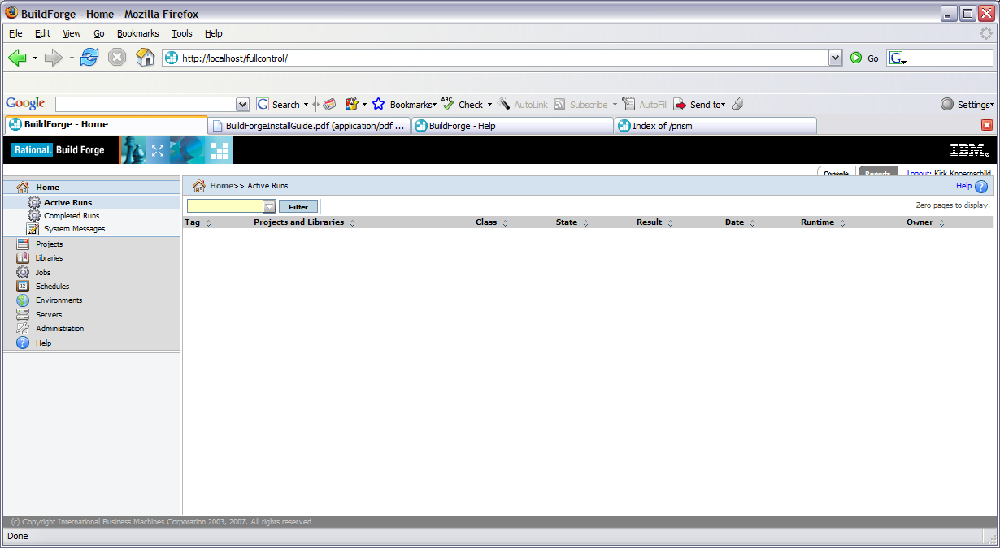 BuildForge - Home - Mozilla Firefox
File Edit View Go Bookmarks Tools Help
http://localhost/fullcontrol/ Go G
Google G Search Bookmarks ABC Check AutoLink Subscribe AutoFill Send to Settings
BuildForge - Home BuildForgeInstallGuide.pdf (application/pdf ... BuildForge - Help Index of /prism
Rational. Build Forge IBM.
Console Reports Logout: Kirk Knoernschild
Home Home>> Active Runs Help ?
Active Runs Filter Zero pages to display.
Completed Runs Tag Projects and Libraries Class State Result Date Runtime Owner
System Messages
Projects
Libraries
Jobs
12 Schedules
Environments
Servers
Administration
? Help
(c) Copyright International Business Machines Corporation 2003, 2007. All rights reserved
Done